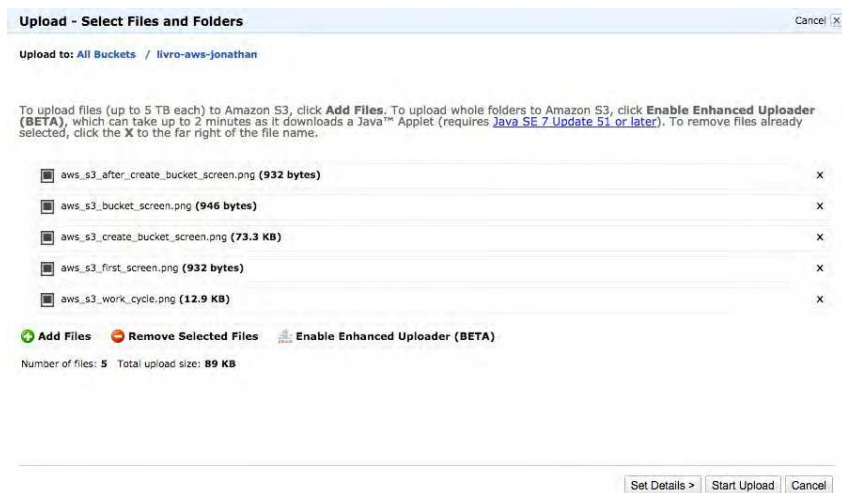 Upload - Select Files and Folders
Cancel X
Upload to: All Buckets / livro-aws-jonathan
To upload files (up to 5 TB each) to Amazon S3, click Add Files. To upload whole folders to Amazon S3, click Enable Enhanced Uploader
(BETA), which can take up to 2 minutes as it downloads a Java™ Applet (requires Java SE 7 Update 51 or later). To remove files already
selected, click the X to the far right of the file name.
aws_s3_after_create_bucket_screen.png (932 bytes) x
aws_s3_bucket_screen.png (946 bytes) x
aws_s3_create_bucket_screen.png (73.3 KB) x
aws_s3_first_screen.png (932 bytes) x
aws_s3_work_cycle.png (12.9 KB) x
Add Files Remove Selected Files Enable Enhanced Uploader (BETA)
Number of files: 5 Total upload size: 89 KB
Set Details > Start Upload Cancel